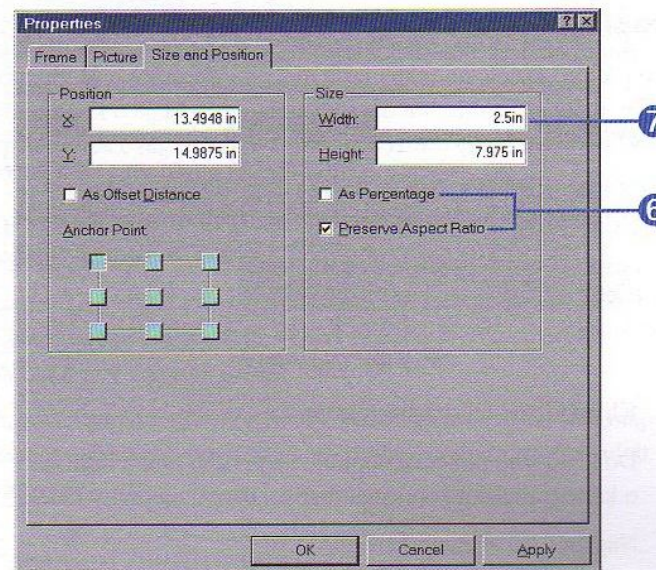 Properties
Frame Picture Size and Position
Position
X: 13.4948 in
Y: 14.9875 in
As Offset Distance
Anchor Point:
Size
Width: 2.5in
Height: 7.975 in
As Percentage
Preserve Aspect Ratio
7
6
OK Cancel Apply